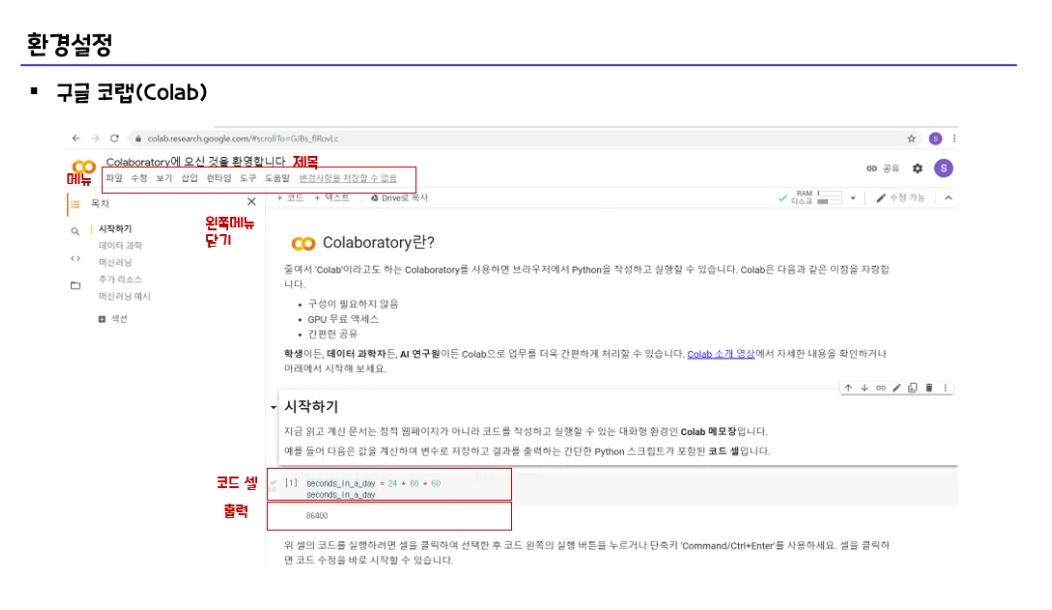 환경설정
▪ 구글 코랩(Colab)
colab.research.google.com/#scrollTo=GJBs_flRovLc
Colaboratory에 오신 것을 환영합니다 제목
메뉴 파일 수정 보기 삽입 런타임 도구 도움말 변경사항을 저장할 수 없음
공유 S
목차
+ 코드 + 텍스트 Drive로 복사
RAM
디스크
수정 가능
왼쪽메뉴
닫기
시작하기
데이터 과학
머신러닝
추가 리소스
머신러닝 예시
섹션
Colaboratory란?
줄여서 'Colab'이라고도 하는 Colaboratory를 사용하면 브라우저에서 Python을 작성하고 실행할 수 있습니다. Colab은 다음과 같은 이점을 자랑합
니다.
• 구성이 필요하지 않음
• GPU 무료 액세스
• 간편한 공유
학생이든, 데이터 과학자든, AI 연구원이든 Colab으로 업무를 더욱 간편하게 처리할 수 있습니다. Colab 소개 영상에서 자세한 내용을 확인하거나
아래에서 시작해 보세요.
시작하기
지금 읽고 계신 문서는 정적 웹페이지가 아니라 코드를 작성하고 실행할 수 있는 대화형 환경인 Colab 메모장입니다.
예를 들어 다음은 값을 계산하여 변수로 저장하고 결과를 출력하는 간단한 Python 스크립트가 포함된 코드 셀입니다.
코드 셀
[1] seconds_in_a_day = 24 * 60 * 60
seconds_in_a_day
출력
86400
위 셀의 코드를 실행하려면 셀을 클릭하여 선택한 후 코드 왼쪽의 실행 버튼을 누르거나 단축키 'Command/Ctrl+Enter'를 사용하세요. 셀을 클릭하
면 코드 수정을 바로 시작할 수 있습니다.